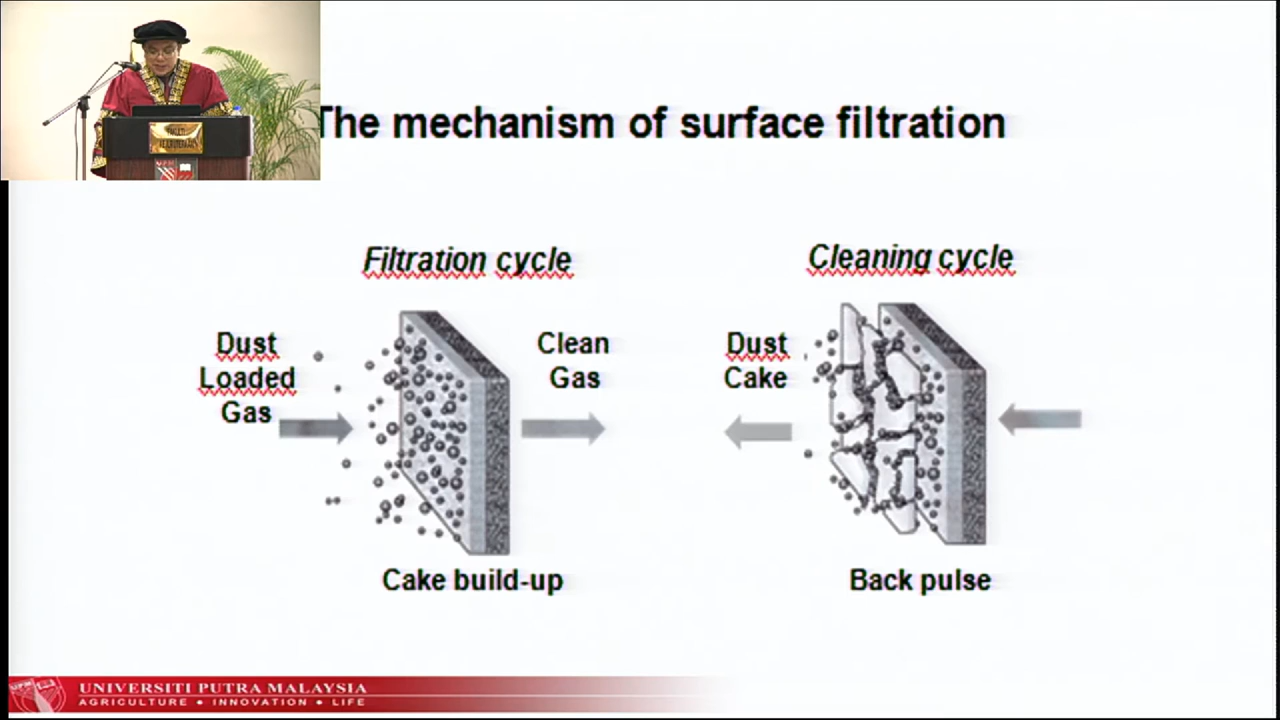 The mechanism of surface filtration
Filtration cycle
Cleaning cycle
Dust
Loaded
Gas
Clean
Gas
Dust
Cake
Cake build-up
Back pulse
UNIVERSITI PUTRA MALAYSIA
AGRICULTURE • INNOVATION • LIFE